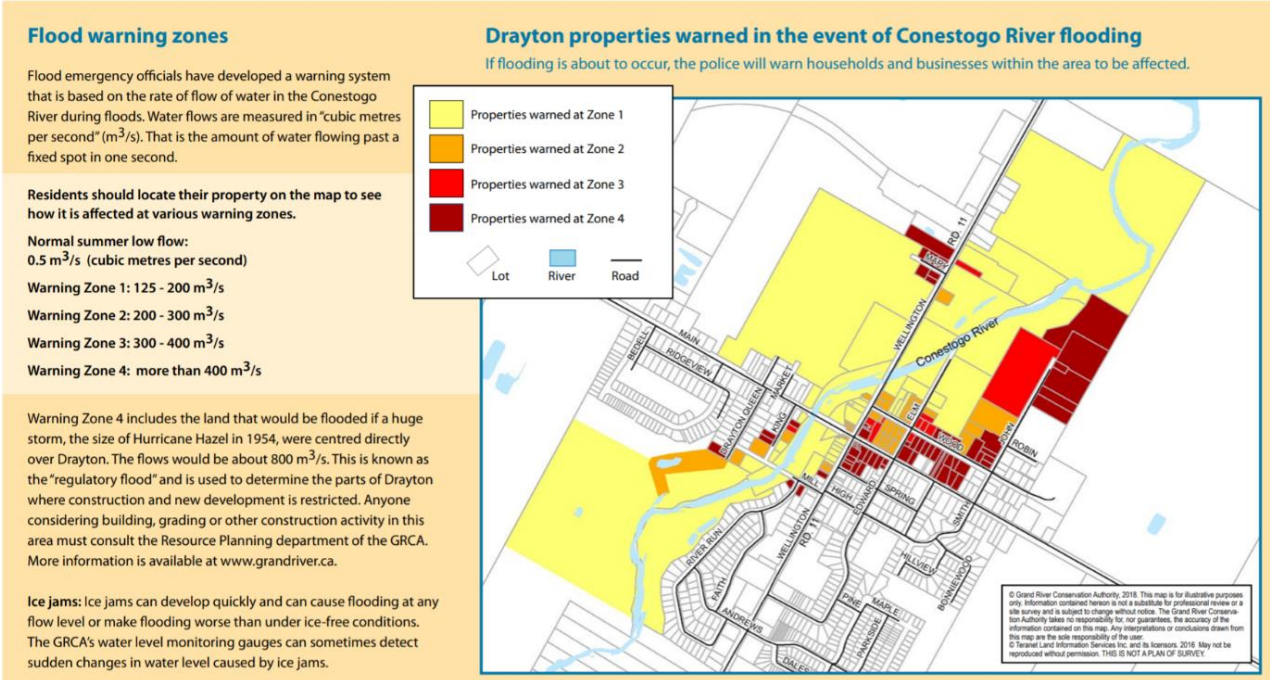 Flood warning zones
Flood emergency officials have developed a warning system
that is based on the rate of flow of water in the Conestogo
River during floods. Water flows are measured in "cubic metres
per second" (m³/s). That is the amount of water flowing past a
fixed spot in one second.
Residents should locate their property on the map to see
how it is affected at various warning zones.
Normal summer low flow:
0.5 m³/s (cubic metres per second)
Warning Zone 1: 125 - 200 m³/s
Warning Zone 2: 200 - 300 m³/s
Warning Zone 3: 300 - 400 m³/s
Warning Zone 4: more than 400 m³/s
Warning Zone 4 includes the land that would be flooded if a huge
storm, the size of Hurricane Hazel in 1954, were centred directly
over Drayton. The flows would be about 800 m³/s. This is known as
the "regulatory flood" and is used to determine the parts of Drayton
where construction and new development is restricted. Anyone
considering building, grading or other construction activity in this
area must consult the Resource Planning department of the GRCA.
More information is available at www.grandriver.ca.
Ice jams: Ice jams can develop quickly and can cause flooding at any
flow level or make flooding worse than under ice-free conditions.
The GRCA's water level monitoring gauges can sometimes detect
sudden changes in water level caused by ice jams.
Drayton properties warned in the event of Conestogo River flooding
If flooding is about to occur, the police will warn households and businesses within the area to be affected.
Properties warned at Zone 1
Properties warned at Zone 2
Properties warned at Zone 3
Properties warned at Zone 4
Lot
River
Road
RD. 11
MARK
WELLINGTON
Conestogo River
MAIN
BEDELL
RIDGEVIEW
MARKET
DRAYTON QUEEN
KING
ELM
WOOD
JOHN
ROBIN
MILL
HIGH
EDWARD
SPRING
SMITH
WELLINGTON
RD. 11
RIVER RUN
FAITH
ANDREWS
HILLVIEW
BONNIEWOOD
PINE
MAPLE
PARKSIDE
DALES
© Grand River Conservation Authority, 2018. This map is for illustrative purposes
only. Information contained hereon is not a substitute for professional review or a
site survey and is subject to change without notice. The Grand River Conserva-
tion Authority takes no responsibility for, nor guarantees, the accuracy of the
information contained on this map. Any interpretations or conclusions drawn from
this map are the sole responsibility of the user.
© Teranet Land Information Services Inc. and its licensors. 2016 May not be
reproduced without permission. THIS IS NOT A PLAN OF SURVEY.